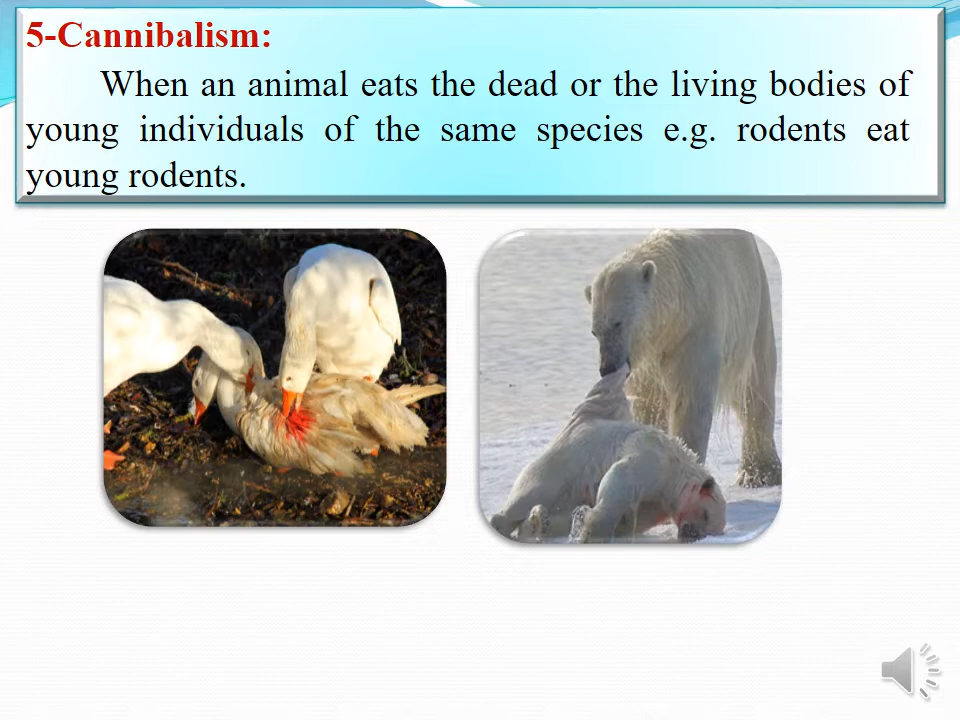 5-Cannibalism:
When an animal eats the dead or the living bodies of
young individuals of the same species e.g. rodents eat
young rodents.